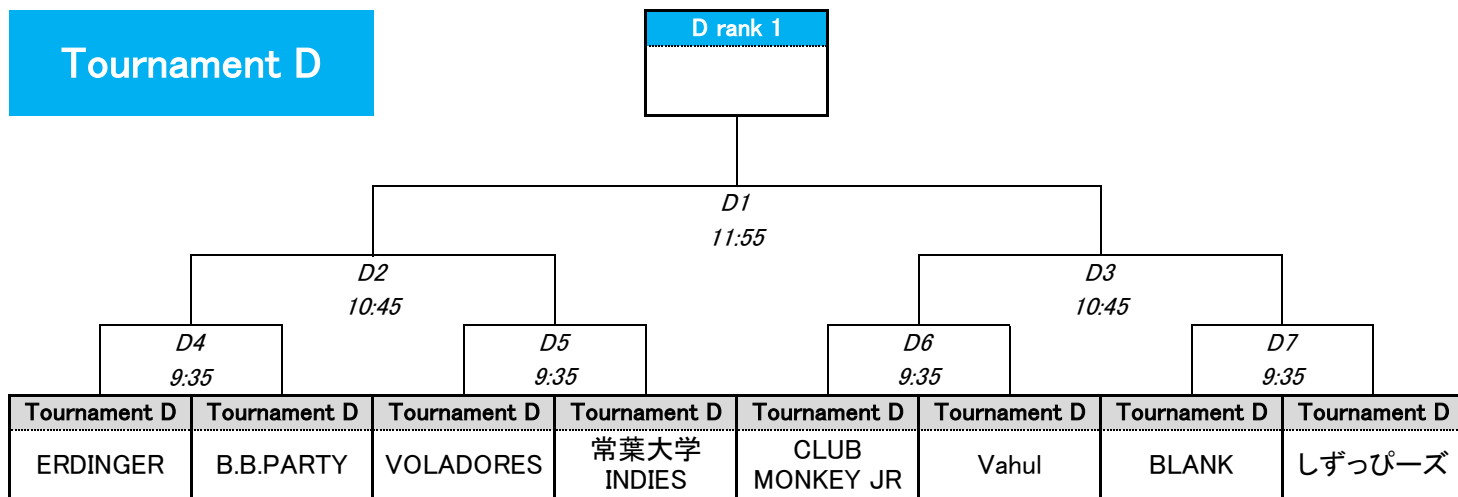 Tournament D
D rank 1
D1
11:55
D2
D3
10:45
10:45
D4
D5
D6
D7
9:35
9:35
9:35
9:35
Tournament D
Tournament D
Tournament D
Tournament D
Tournament D
Tournament D
Tournament D
Tournament D
ERDINGER
B.B.PARTY
VOLADORES
常葉大学
INDIES
CLUB
MONKEY JR
Vahul
BLANK
しずっぴーズ